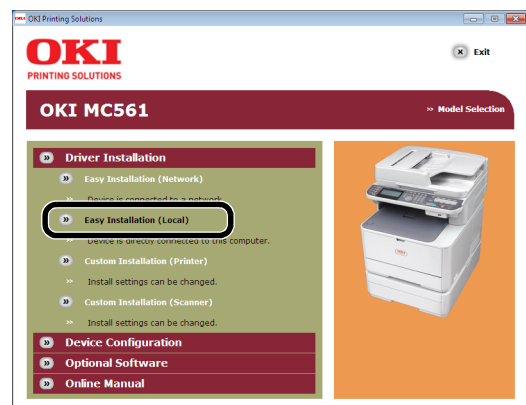 OKI Printing Solutions
OKI
PRINTING SOLUTIONS
Exit
OKI MC561
Model Selection
Driver Installation
Easy Installation (Network)
Device is connected to a network.
Easy Installation (Local)
Device is directly connected to this computer.
Custom Installation (Printer)
Install settings can be changed.
Custom Installation (Scanner)
Install settings can be changed.
Device Configuration
Optional Software
Online Manual